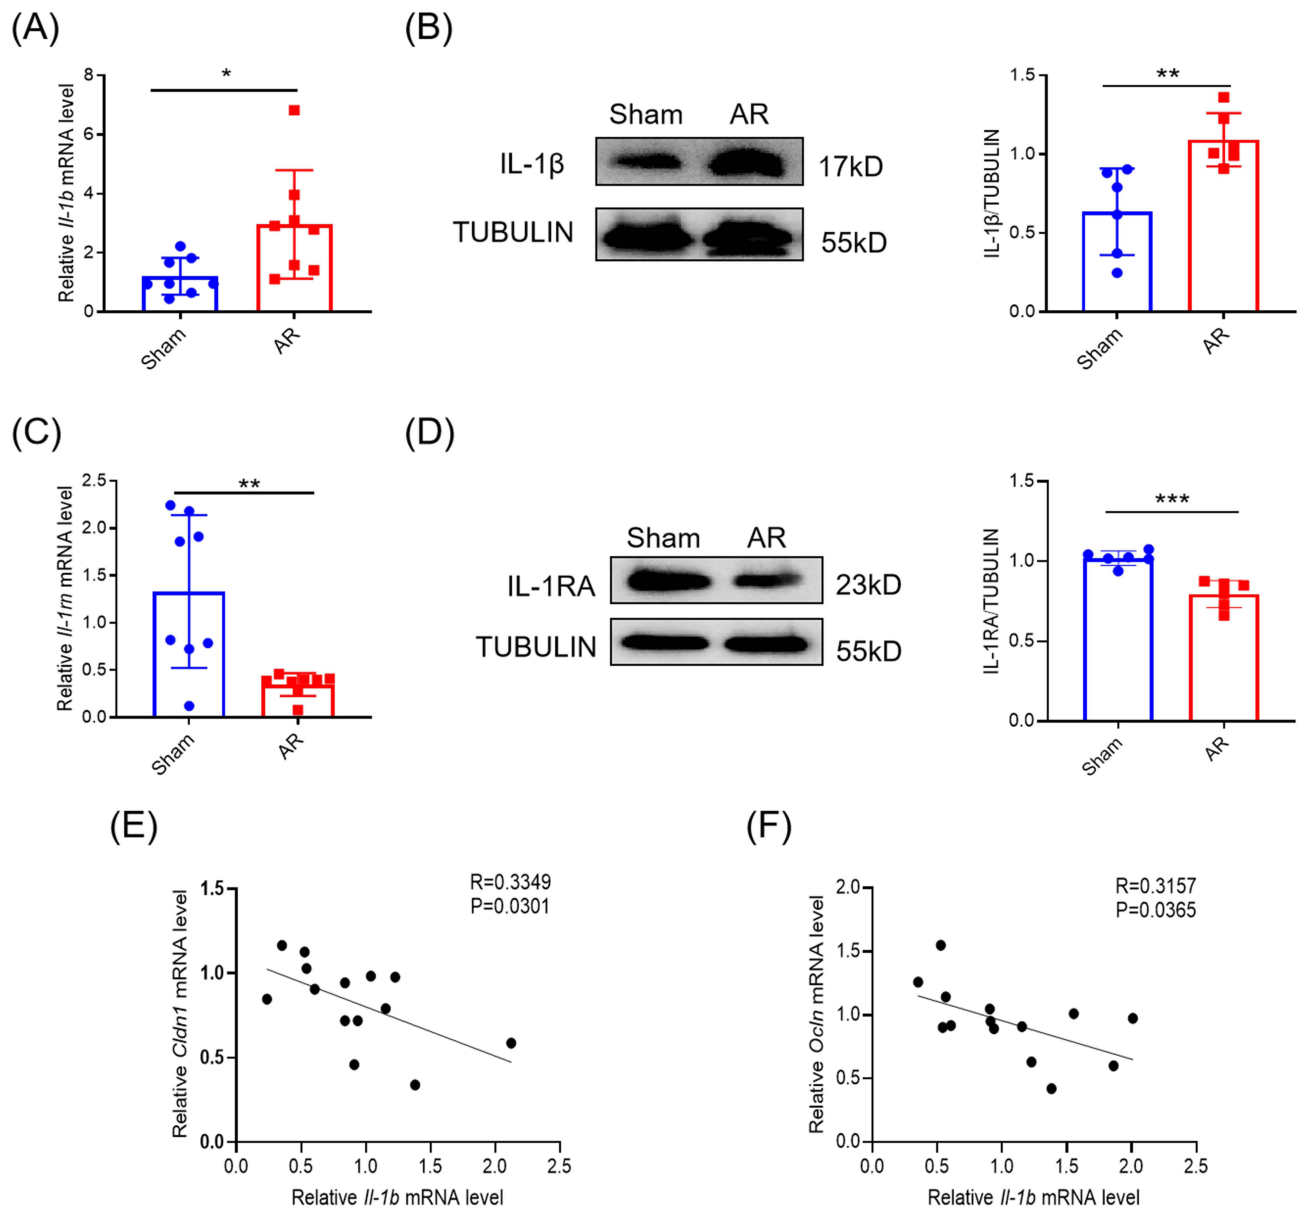 (A)
Relative Il-1b mRNA level
8
6
4
2
0
*
Sham
AR
(B)
Sham AR
IL-1β 17kD
TUBULIN 55kD
IL-1β/TUBULIN
1.5
1.0
0.5
0.0
**
Sham
AR
(C)
Relative Il-1rn mRNA level
2.5
2.0
1.5
1.0
0.5
0.0
**
Sham
AR
(D)
Sham AR
IL-1RA 23kD
TUBULIN 55kD
IL-1RA/TUBULIN
1.5
1.0
0.5
0.0
***
Sham
AR
(E)
R=0.3349
P=0.0301
Relative Cldn1 mRNA level
1.5
1.0
0.5
0.0
0.0 0.5 1.0 1.5 2.0 2.5
Relative Il-1b mRNA level
(F)
R=0.3157
P=0.0365
Relative Ocln mRNA level
2.0
1.5
1.0
0.5
0.0
0.0 0.5 1.0 1.5 2.0 2.5
Relative Il-1b mRNA level